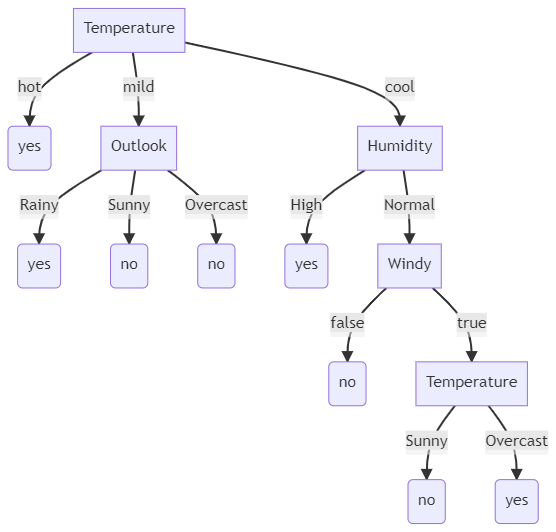 Temperature
hot
mild
cool
yes
Outlook
Humidity
Rainy
Sunny
Overcast
High
Normal
yes
no
no
yes
Windy
false
true
no
Temperature
Sunny
Overcast
no
yes